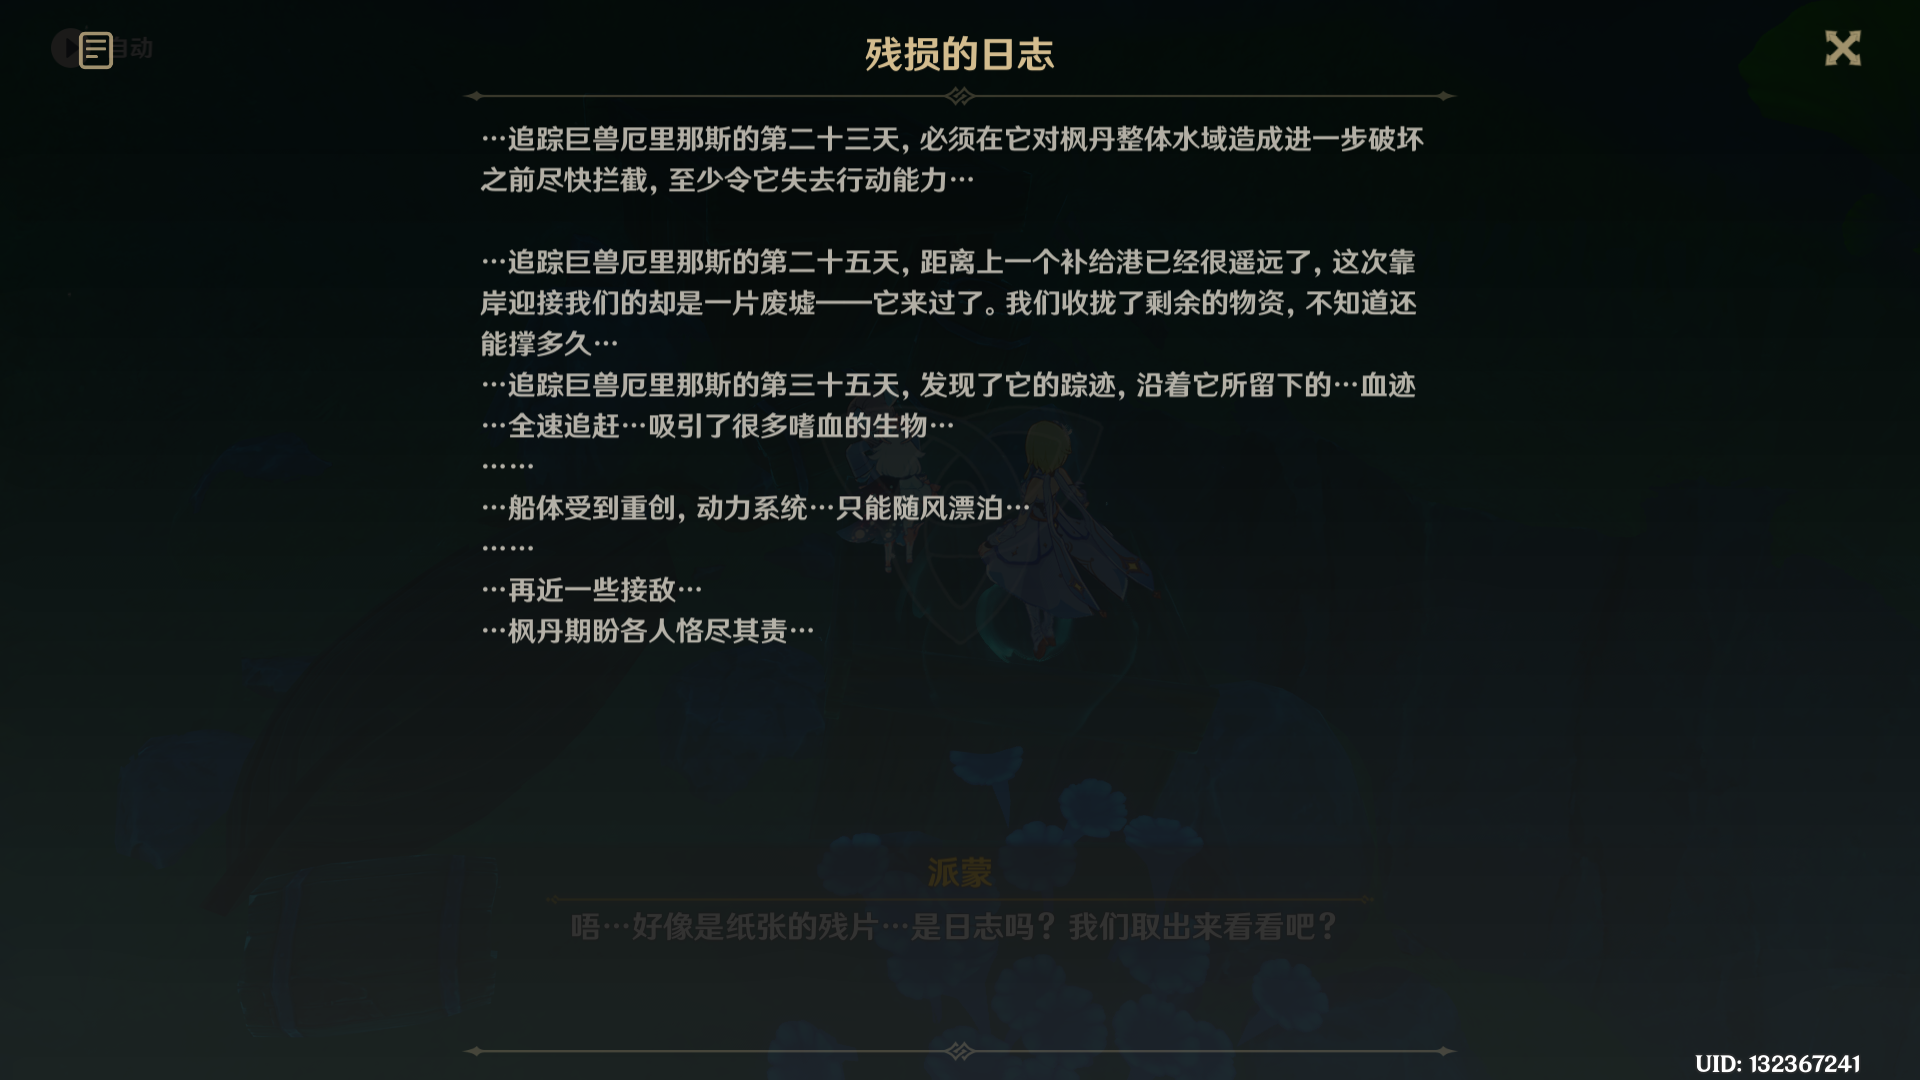 自动
残损的日志
…追踪巨兽厄里那斯的第二十三天，必须在它对枫丹整体水域造成进一步破坏
之前尽快拦截，至少令它失去行动能力…
…追踪巨兽厄里那斯的第二十五天，距离上一个补给港已经很遥远了，这次靠
岸迎接我们的却是一片废墟——它来过了。我们收拢了剩余的物资，不知道还
能撑多久…
…追踪巨兽厄里那斯的第三十五天，发现了它的踪迹，沿着它所留下的…血迹
…全速追赶…吸引了很多嗜血的生物…
……
…船体受到重创，动力系统…只能随风漂泊…
……
…再近一些接敌…
…枫丹期盼各人恪尽其责…
派蒙
唔…好像是纸张的残片…是日志吗？我们取出来看看吧？
UID: 132367241